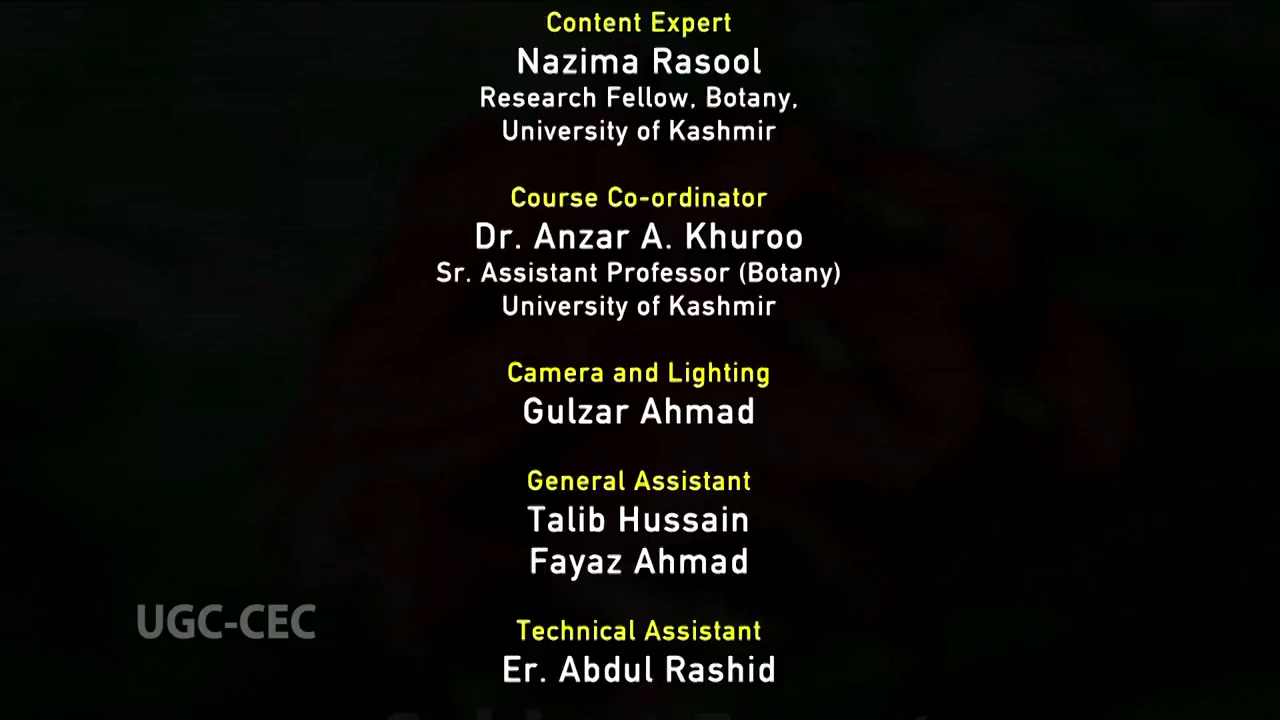 Content Expert
Nazima Rasool
Research Fellow, Botany,
University of Kashmir
Course Co-ordinator
Dr. Anzar A. Khuroo
Sr. Assistant Professor (Botany)
University of Kashmir
Camera and Lighting
Gulzar Ahmad
General Assistant
Talib Hussain
Fayaz Ahmad
UGC-CEC
Technical Assistant
Er. Abdul Rashid